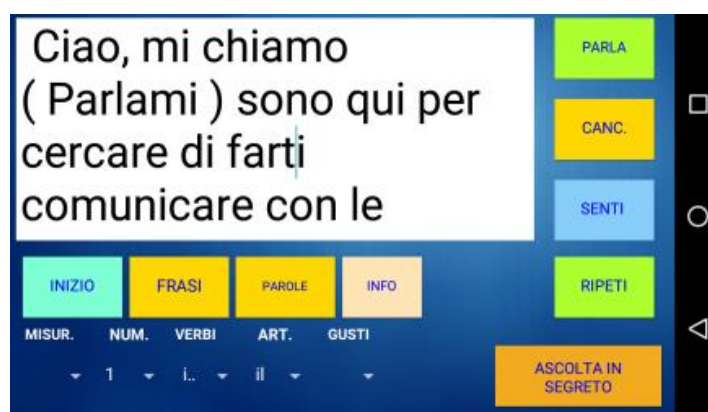 Ciao, mi chiamo
( Parlami ) sono qui per
cercare di farti
comunicare con le
PARLA
CANC.
SENTI
RIPETI
INIZIO FRASI PAROLE INFO
MISUR. NUM. VERBI ART. GUSTI
1 i.. il
ASCOLTA IN
SEGRETO